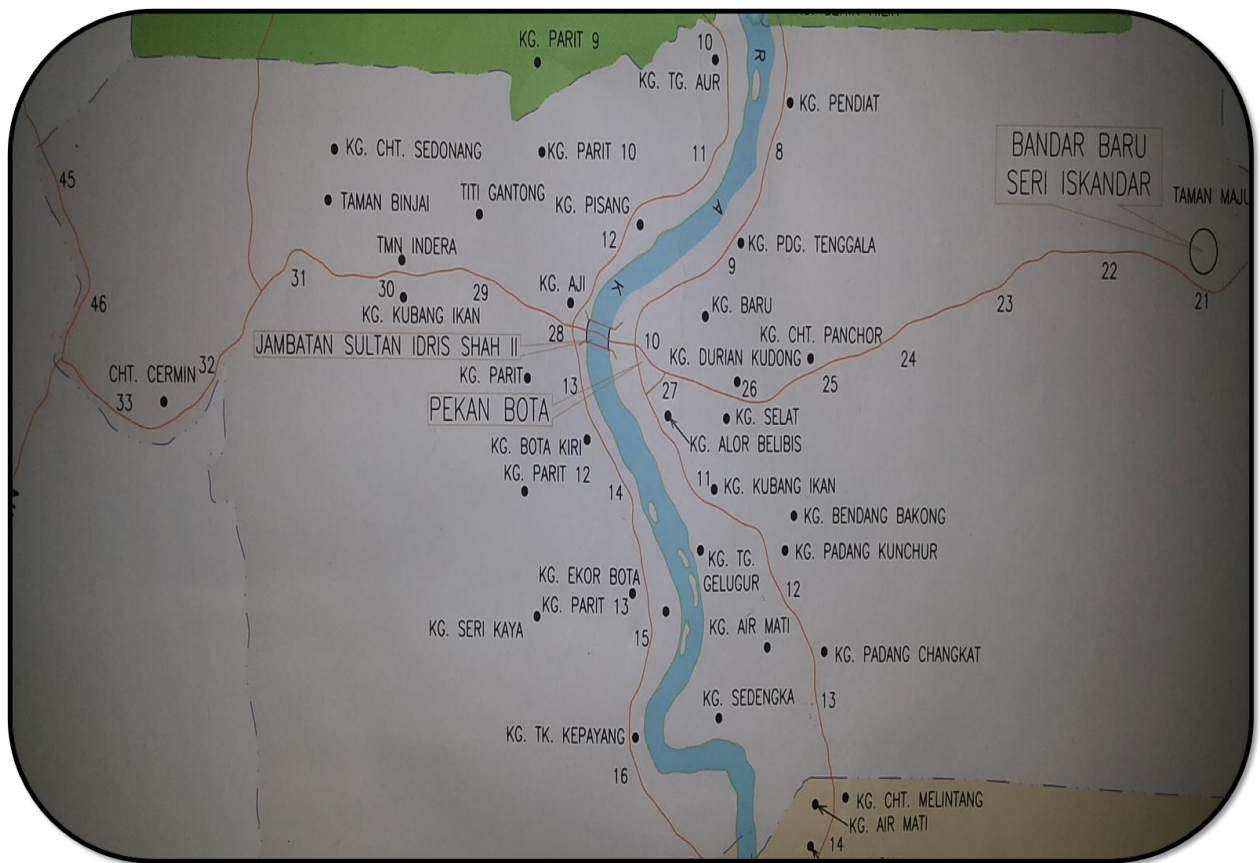 KG. PARIT 9
10
KG. TG. AUR
R
KG. PENDIAT
BANDAR BARU
SERI ISKANDAR
KG. CHT. SEDONANG
KG. PARIT 10
11
8
45
TAMAN BINJAI
TITI GANTONG
KG. PISANG
A
TAMAN MAJU
TMN INDERA
12
KG. PDG. TENGGALA
9
31
30
29
KG. AJI
K
22
21
46
KG. KUBANG IKAN
KG. BARU
23
28
JAMBATAN SULTAN IDRIS SHAH II
10
KG. CHT. PANCHOR
KG. DURIAN KUDONG
24
CHT. CERMIN
32
33
KG. PARIT
13
27
26
25
PEKAN BOTA
KG. SELAT
KG. ALOR BELIBIS
KG. BOTA KIRI
KG. PARIT 12
14
11
KG. KUBANG IKAN
KG. BENDANG BAKONG
KG. PADANG KUNCHUR
KG. TG.
GELUGUR
KG. EKOR BOTA
12
KG. PARIT 13
KG. SERI KAYA
15
KG. AIR MATI
KG. PADANG CHANGKAT
KG. SEDENGKA
13
KG. TK. KEPAYANG
16
KG. CHT. MELINTANG
KG. AIR MATI
14